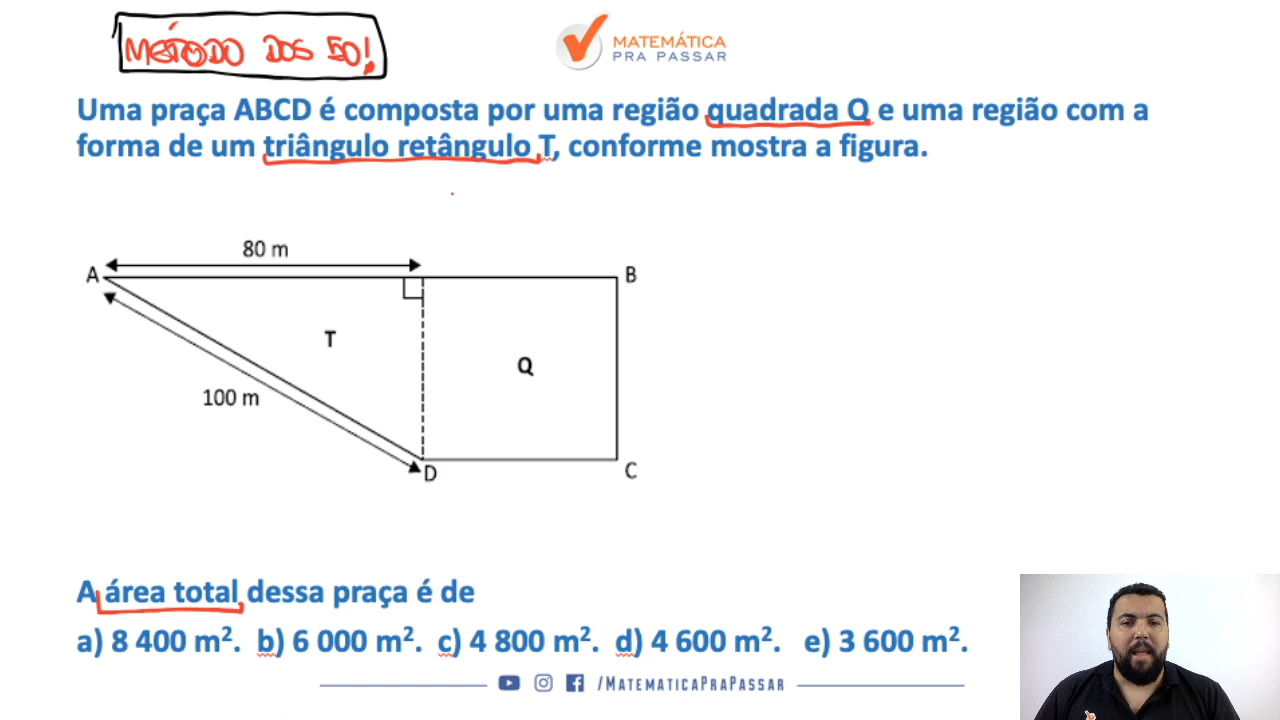 MÉTODO DOS 50!
MATEMÁTICA
PRA PASSAR
Uma praça ABCD é composta por uma região quadrada Q e uma região com a
forma de um triângulo retângulo T, conforme mostra a figura.
80 m
A
B
T
Q
100 m
D
C
A área total dessa praça é de
a) 8 400 m². b) 6 000 m². c) 4 800 m². d) 4 600 m². e) 3 600 m².
/MATEMATICAPRAPASSAR